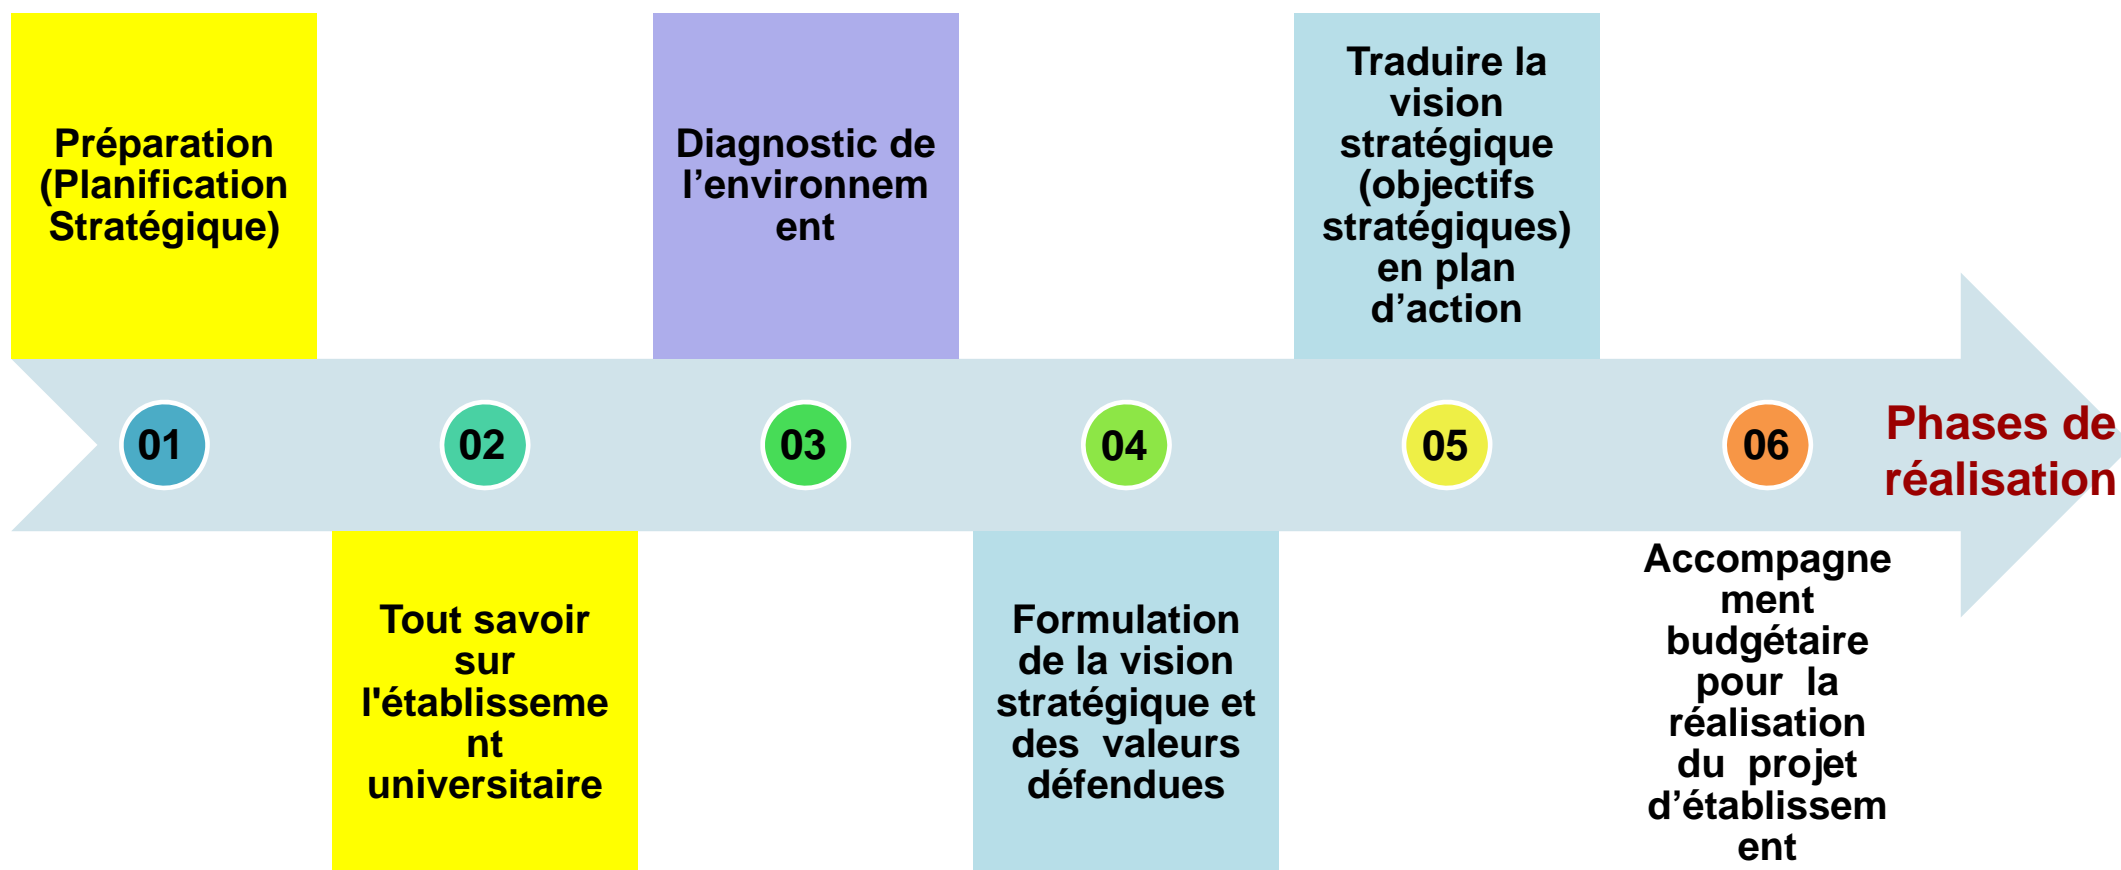 Préparation
(Planification
Stratégique)
Diagnostic de
l’environnem
ent
Traduire la
vision
stratégique
(objectifs
stratégiques)
en plan
d’action
01
02
03
04
05
06
Phases de
réalisation
Tout savoir
sur
l'établisseme
nt
universitaire
Formulation
de la vision
stratégique et
des valeurs
défendues
Accompagne
ment
budgétaire
pour la
réalisation
du projet
d’établissem
ent